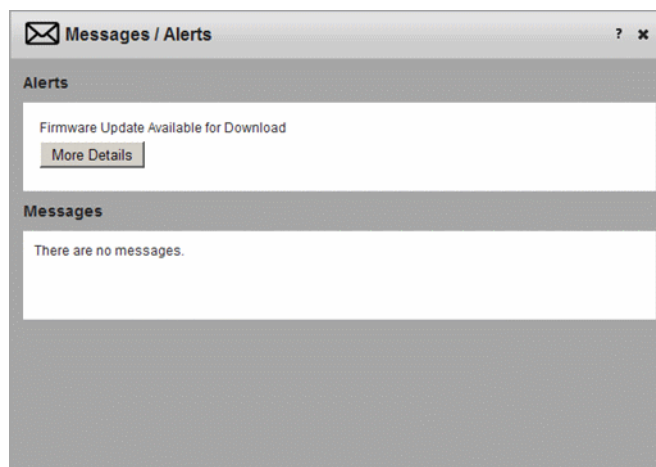 Messages / Alerts ? ✖
Alerts
Firmware Update Available for Download
More Details
Messages
There are no messages.